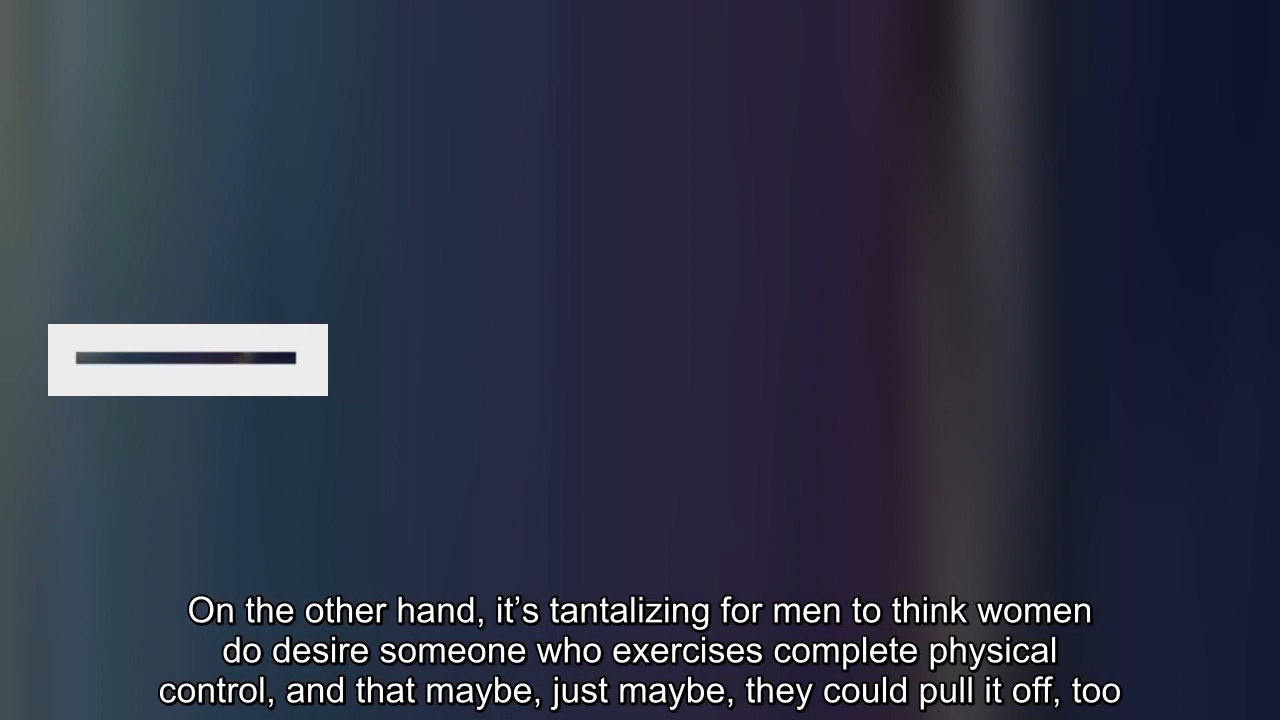 On the other hand, it’s tantalizing for men to think women
do desire someone who exercises complete physical
control, and that maybe, just maybe, they could pull it off, too